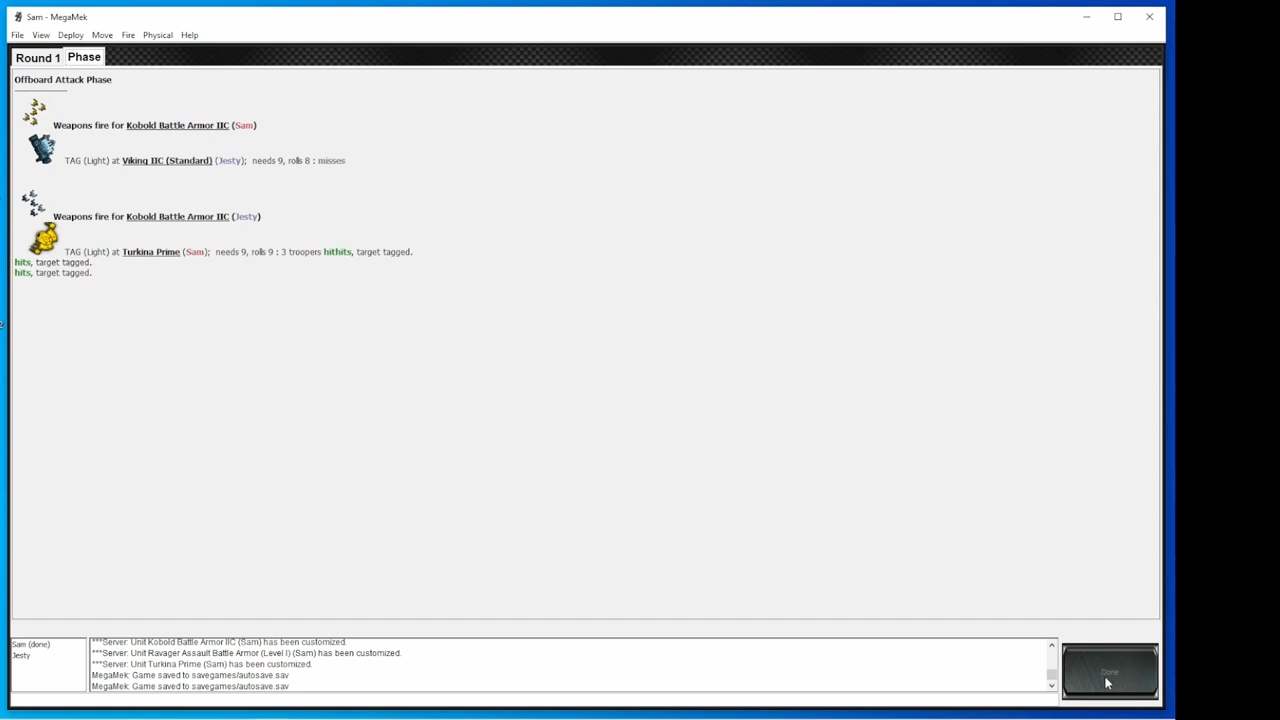 Sam - MegaMek
File View Deploy Move Fire Physical Help
Round 1 Phase
Offboard Attack Phase
--------------------
Weapons fire for Kobold Battle Armor IIC (Sam)
TAG (Light) at Viking IIC (Standard) (Jesty); needs 9, rolls 8 : misses
Weapons fire for Kobold Battle Armor IIC (Jesty)
TAG (Light) at Turkina Prime (Sam); needs 9, rolls 9 : 3 troopers hithits, target tagged.
hits, target tagged.
hits, target tagged.
Sam (done)
Jesty
***Server: Unit Kobold Battle Armor IIC (Sam) has been customized.
***Server: Unit Ravager Assault Battle Armor (Level I) (Sam) has been customized.
***Server: Unit Turkina Prime (Sam) has been customized.
MegaMek: Game saved to savegames/autosave.sav
MegaMek: Game saved to savegames/autosave.sav
Done
2